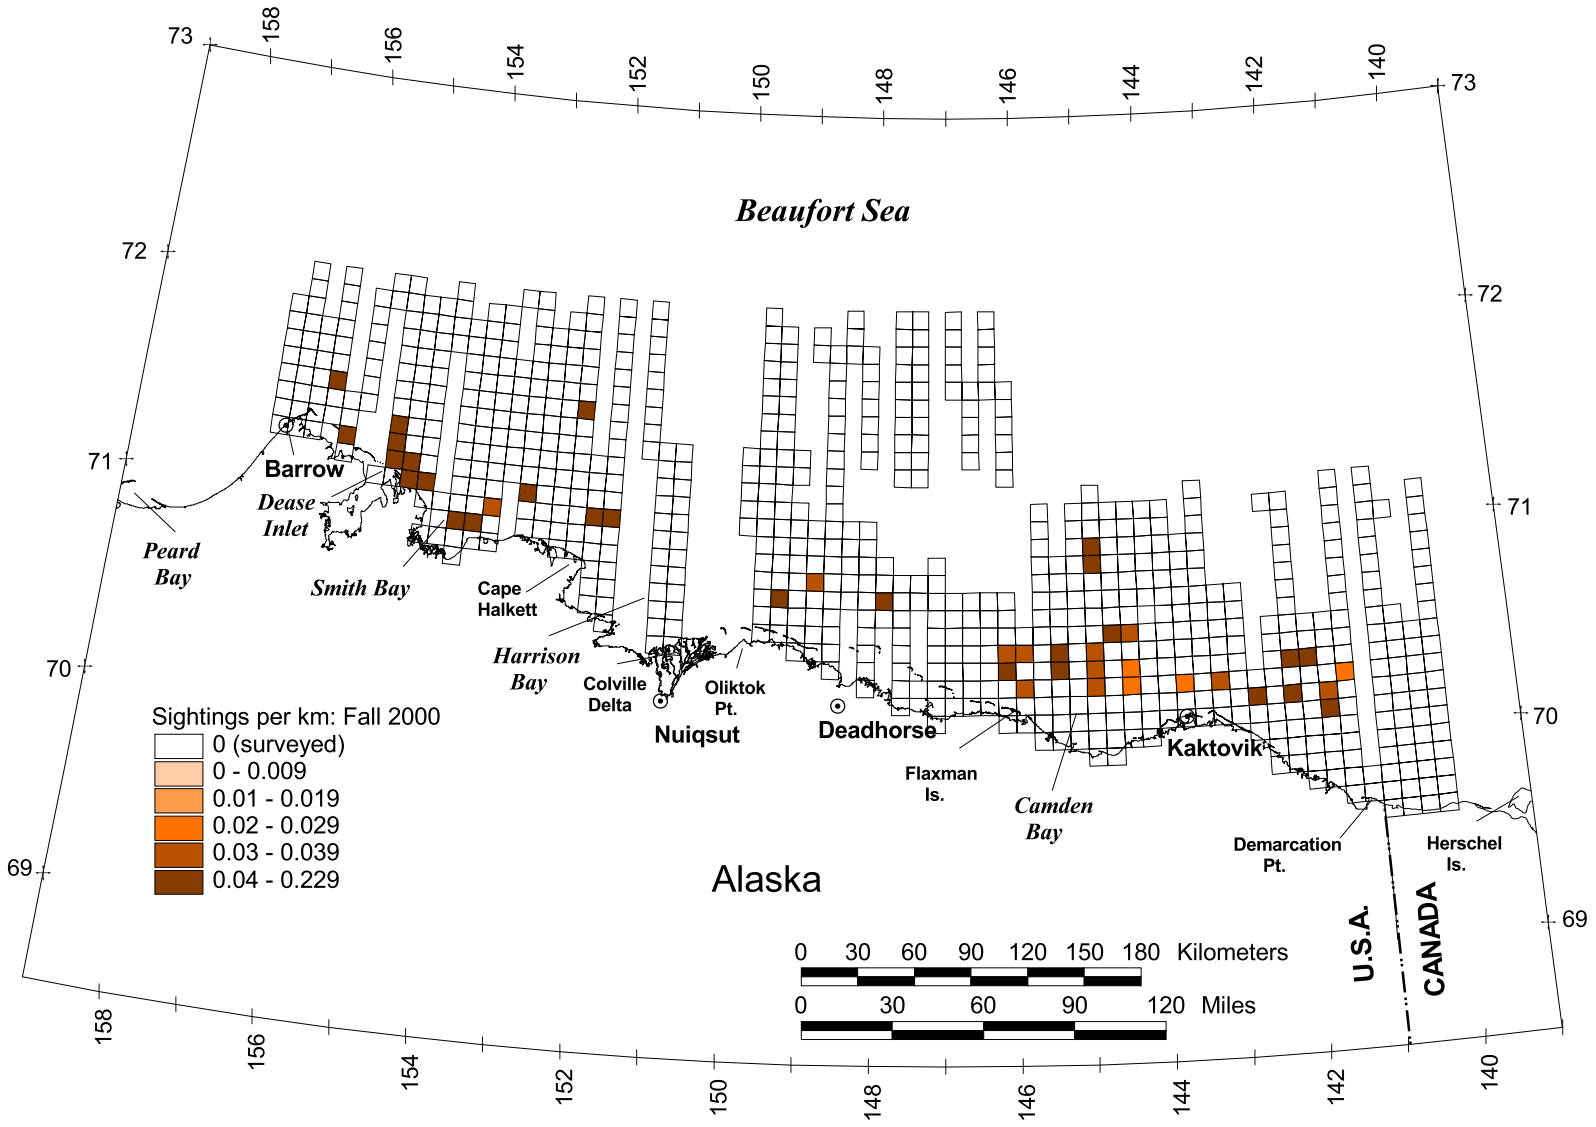 158
156
154
152
150
148
146
144
142
140
73
73
Beaufort Sea
72
72
71
71
Barrow
Dease
Inlet
Peard
Bay
Smith Bay
Cape
Halkett
Harrison
Bay
70
70
Colville
Delta
Oliktok
Pt.
Nuiqsut
Deadhorse
Kaktovik
Flaxman
Is.
Camden
Bay
Demarcation
Pt.
Herschel
Is.
Sightings per km: Fall 2000
0 (surveyed)
0 - 0.009
0.01 - 0.019
0.02 - 0.029
0.03 - 0.039
0.04 - 0.229
69
69
Alaska
U.S.A.
CANADA
0 30 60 90 120 150 180 Kilometers
0 30 60 90 120 Miles
158
156
154
152
150
148
146
144
142
140